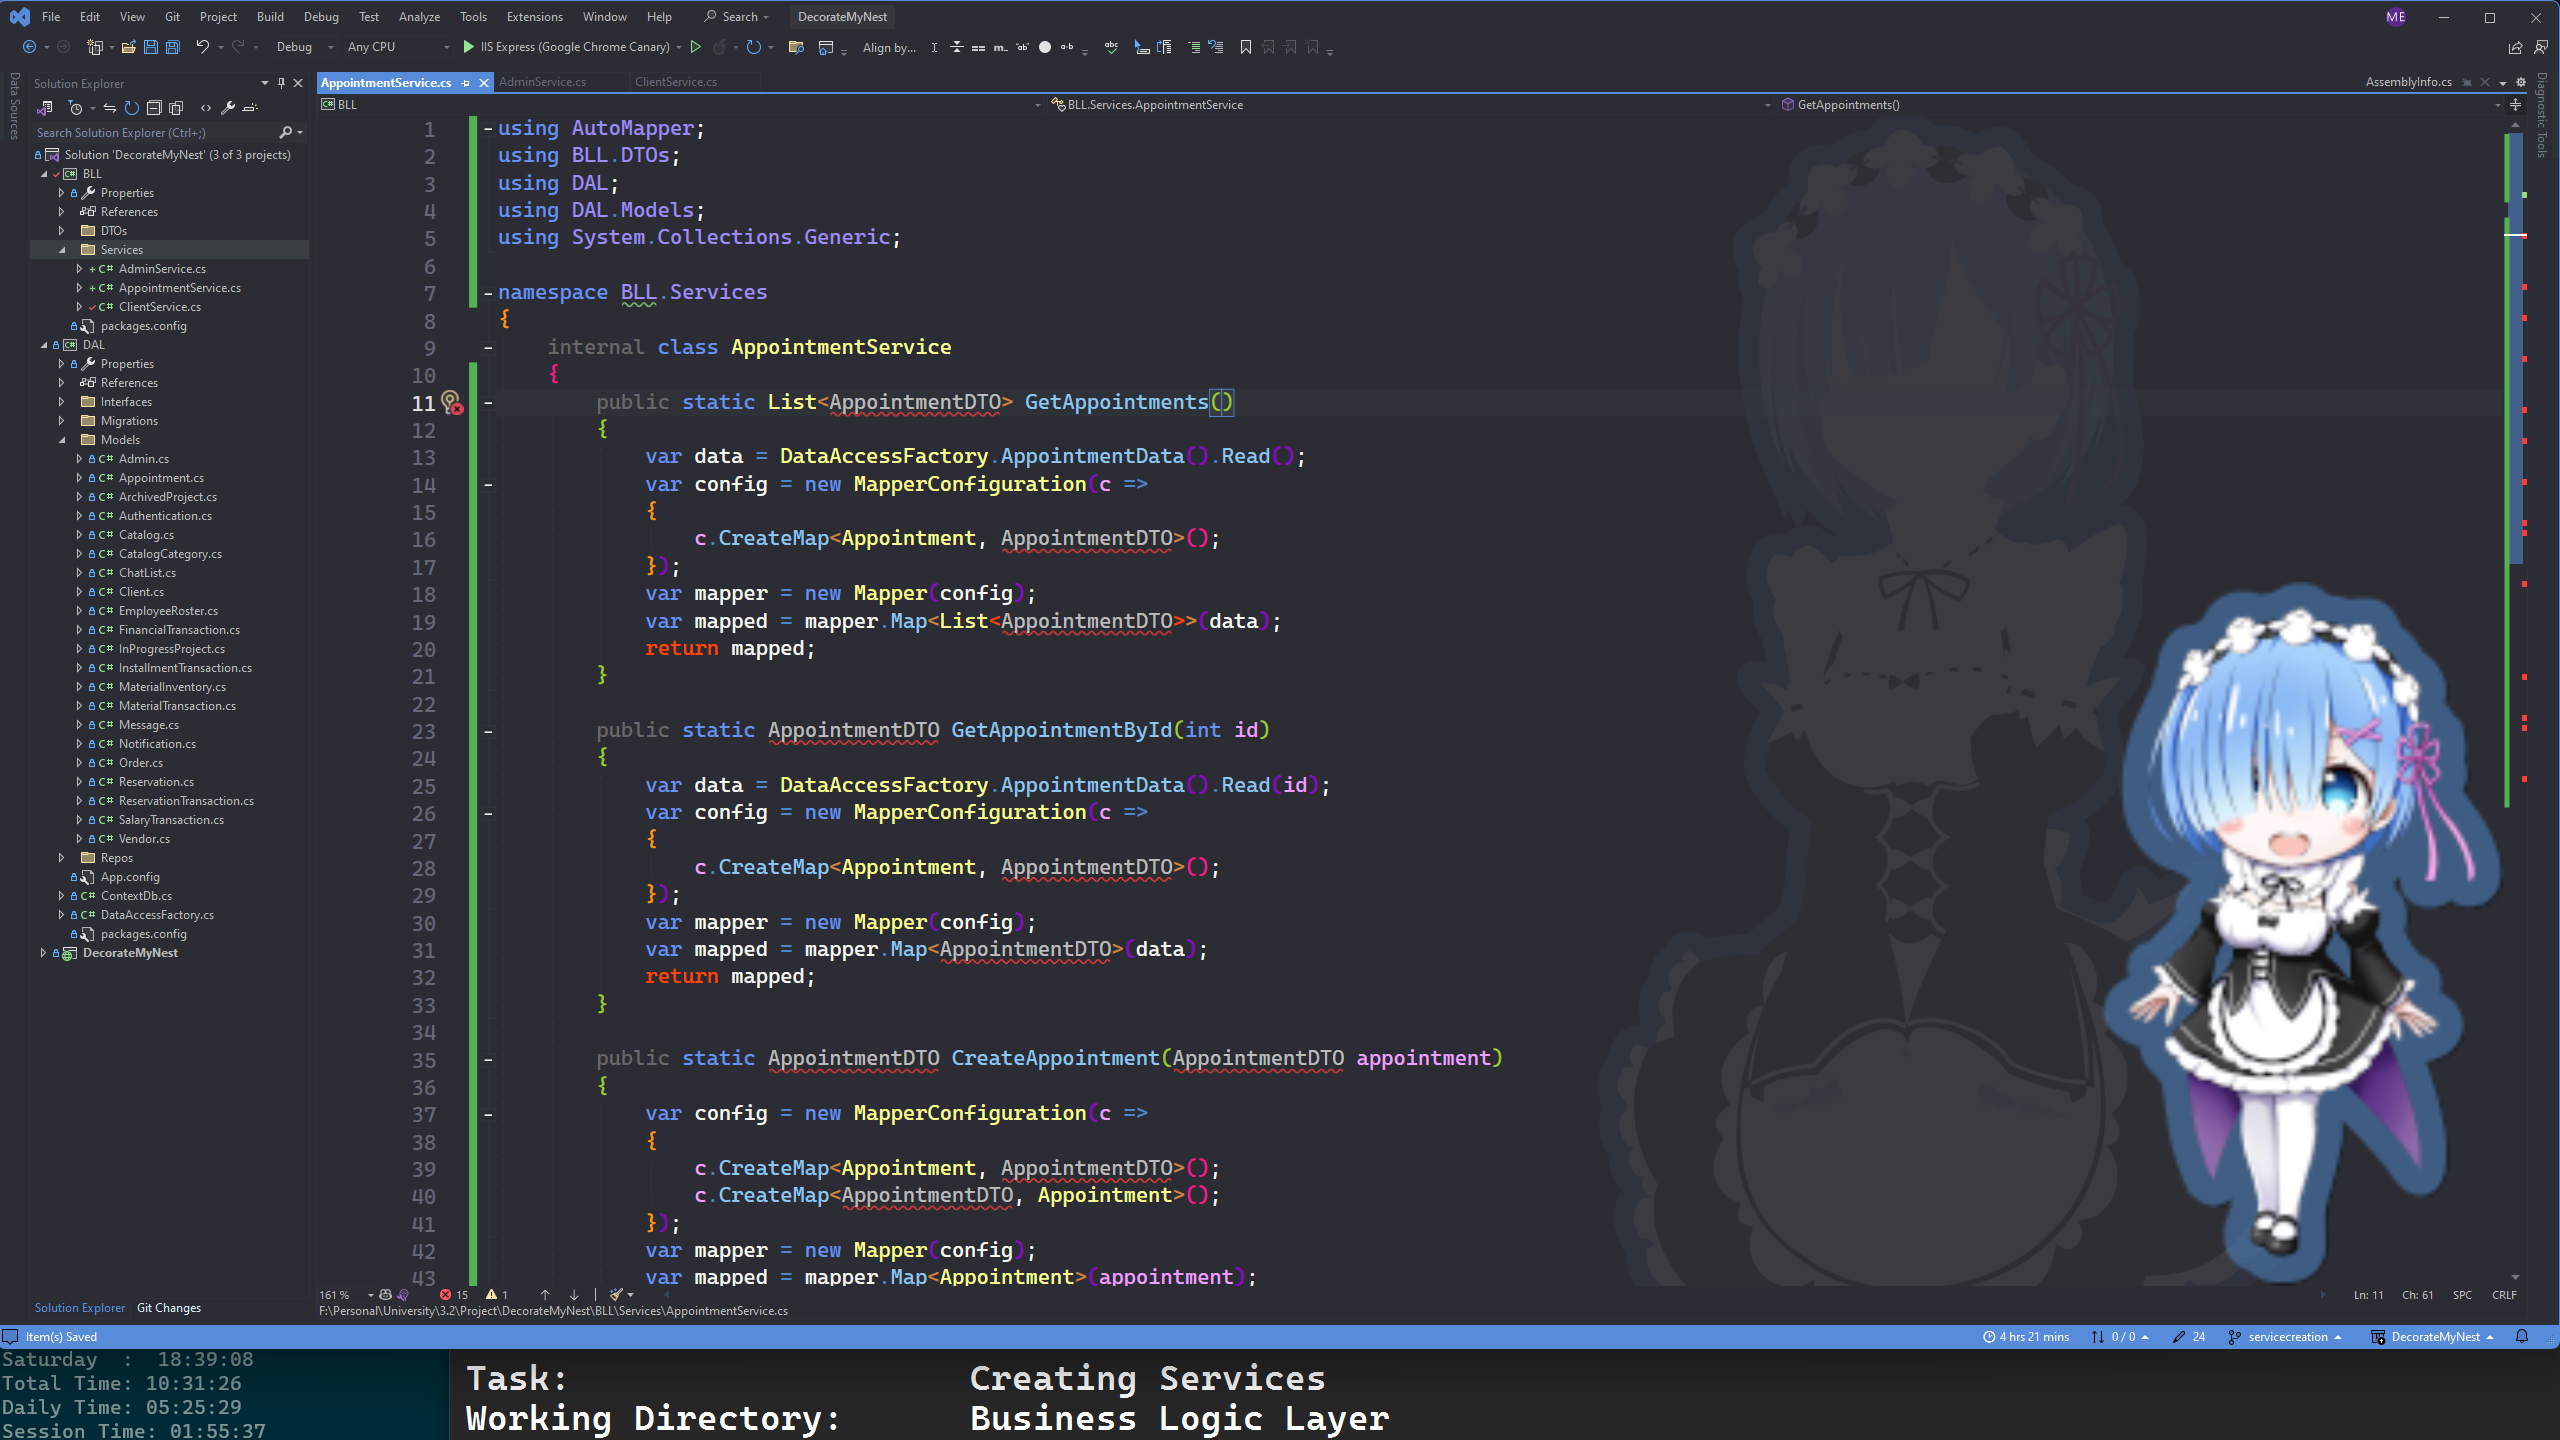 File Edit View Git Project Build Debug Test Analyze Tools Extensions Window Help Search DecorateMyNest ME
Debug Any CPU IIS Express (Google Chrome Canary) Align by...
Data Sources
Solution Explorer
Search Solution Explorer (Ctrl+;)
Solution 'DecorateMyNest' (3 of 3 projects)
BLL
Properties
References
DTOs
Services
AdminService.cs
AppointmentService.cs
ClientService.cs
packages.config
DAL
Properties
References
Interfaces
Migrations
Models
Admin.cs
Appointment.cs
ArchivedProject.cs
Authentication.cs
Catalog.cs
CatalogCategory.cs
ChatList.cs
Client.cs
EmployeeRoster.cs
FinancialTransaction.cs
InProgressProject.cs
InstallmentTransaction.cs
MaterialInventory.cs
MaterialTransaction.cs
Message.cs
Notification.cs
Order.cs
Reservation.cs
ReservationTransaction.cs
SalaryTransaction.cs
Vendor.cs
Repos
App.config
ContextDb.cs
DataAccessFactory.cs
packages.config
DecorateMyNest
Solution Explorer Git Changes
AppointmentService.cs AdminService.cs ClientService.cs AssemblyInfo.cs
BLL BLL.Services.AppointmentService GetAppointments()
Diagnostic Tools
1 using AutoMapper;
2 using BLL.DTOs;
3 using DAL;
4 using DAL.Models;
5 using System.Collections.Generic;
6
7 namespace BLL.Services
8 {
9 internal class AppointmentService
10 {
11 public static List<AppointmentDTO> GetAppointments()
12 {
13 var data = DataAccessFactory.AppointmentData().Read();
14 var config = new MapperConfiguration(c =>
15 {
16 c.CreateMap<Appointment, AppointmentDTO>();
17 });
18 var mapper = new Mapper(config);
19 var mapped = mapper.Map<List<AppointmentDTO>>(data);
20 return mapped;
21 }
22
23 public static AppointmentDTO GetAppointmentById(int id)
24 {
25 var data = DataAccessFactory.AppointmentData().Read(id);
26 var config = new MapperConfiguration(c =>
27 {
28 c.CreateMap<Appointment, AppointmentDTO>();
29 });
30 var mapper = new Mapper(config);
31 var mapped = mapper.Map<AppointmentDTO>(data);
32 return mapped;
33 }
34
35 public static AppointmentDTO CreateAppointment(AppointmentDTO appointment)
36 {
37 var config = new MapperConfiguration(c =>
38 {
39 c.CreateMap<Appointment, AppointmentDTO>();
40 c.CreateMap<AppointmentDTO, Appointment>();
41 });
42 var mapper = new Mapper(config);
43 var mapped = mapper.Map<Appointment>(appointment);
161 % 15 1 Ln: 11 Ch: 61 SPC CRLF
F:\Personal\University\3.2\Project\DecorateMyNest\BLL\Services\AppointmentService.cs
Item(s) Saved 4 hrs 21 mins 0 / 0 24 servicecreation DecorateMyNest
Saturday : 18:39:08
Total Time: 10:31:26
Daily Time: 05:25:29
Session Time: 01:55:37
Task: Creating Services
Working Directory: Business Logic Layer